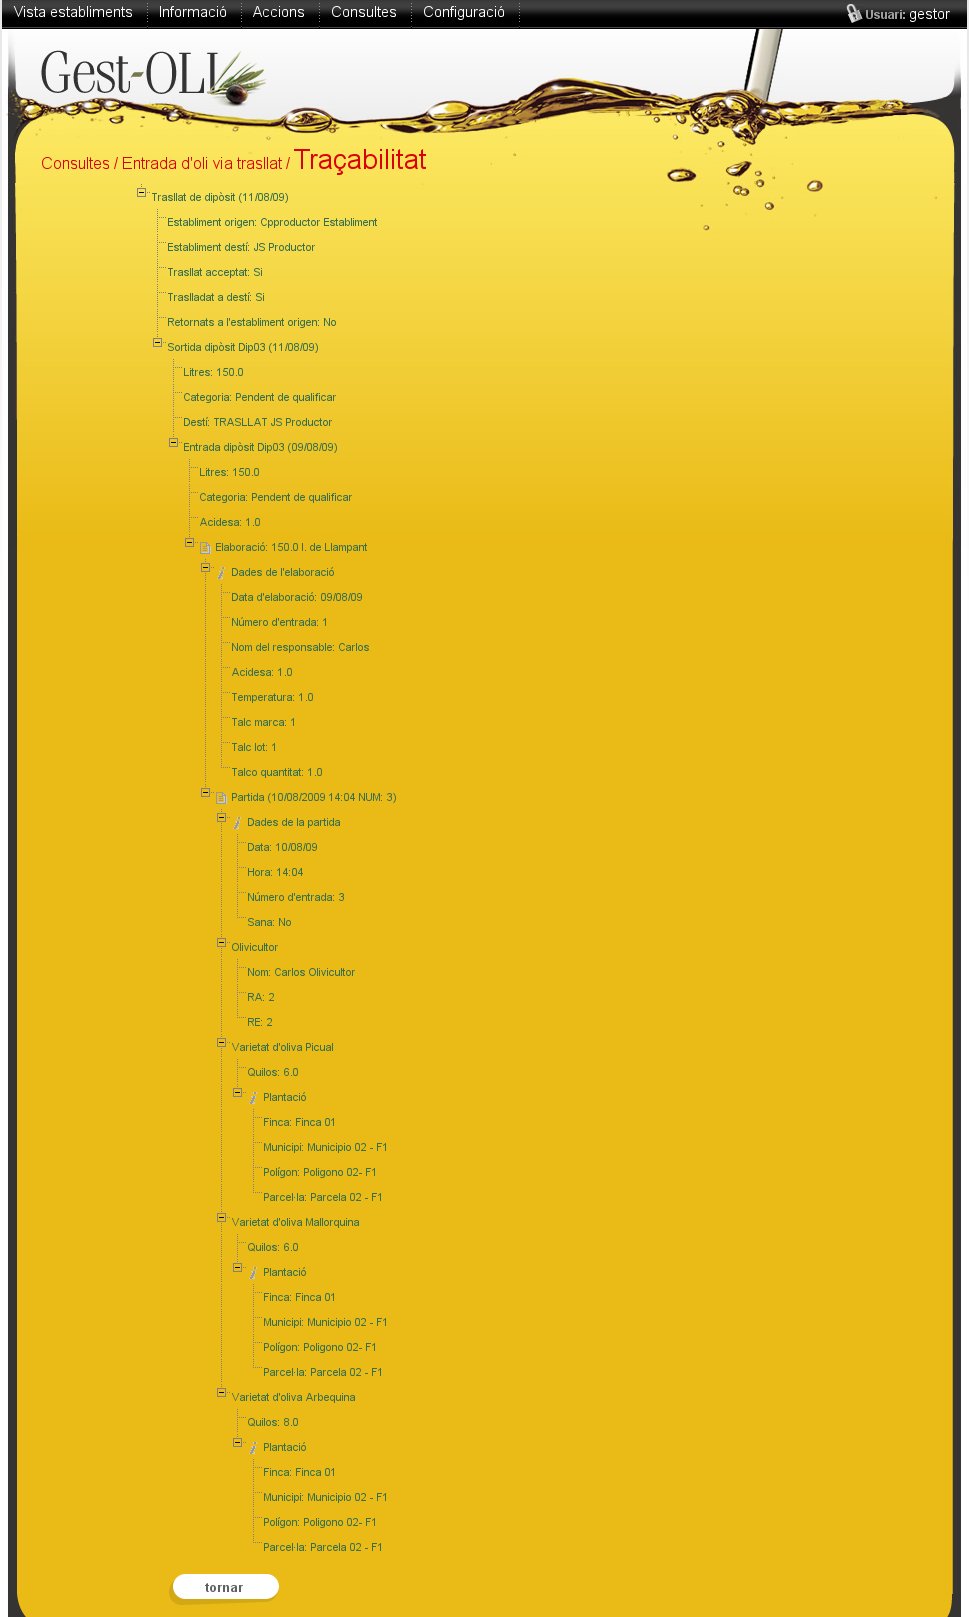 Vista establiments Informació Accions Consultes Configuració Usuari: gestor
Gest-OLI
Consultes / Entrada d'oli via trasllat / Traçabilitat
Trasllat de dipòsit (11/08/09)
Establiment origen: Cpproductor Establiment
Establiment destí: JS Productor
Trasllat acceptat: Si
Traslladat a destí: Si
Retornats a l'establiment origen: No
Sortida dipòsit Dip03 (11/08/09)
Litres: 150.0
Categoria: Pendent de qualificar
Destí: TRASLLAT JS Productor
Entrada dipòsit Dip03 (09/08/09)
Litres: 150.0
Categoria: Pendent de qualificar
Acidesa: 1.0
Elaboració: 150.0 l. de Llampant
Dades de l'elaboració
Data d'elaboració: 09/08/09
Número d'entrada: 1
Nom del responsable: Carlos
Acidesa: 1.0
Temperatura: 1.0
Talc marca: 1
Talc lot: 1
Talco quantitat: 1.0
Partida (10/08/2009 14:04 NUM: 3)
Dades de la partida
Data: 10/08/09
Hora: 14:04
Número d'entrada: 3
Sana: No
Olivicultor
Nom: Carlos Olivicultor
RA: 2
RE: 2
Varietat d'oliva Picual
Quilos: 6.0
Plantació
Finca: Finca 01
Municipi: Municipio 02 - F1
Polígon: Poligono 02- F1
Parcel·la: Parcela 02 - F1
Varietat d'oliva Mallorquina
Quilos: 6.0
Plantació
Finca: Finca 01
Municipi: Municipio 02 - F1
Polígon: Poligono 02- F1
Parcel·la: Parcela 02 - F1
Varietat d'oliva Arbequina
Quilos: 8.0
Plantació
Finca: Finca 01
Municipi: Municipio 02 - F1
Polígon: Poligono 02- F1
Parcel·la: Parcela 02 - F1
tornar